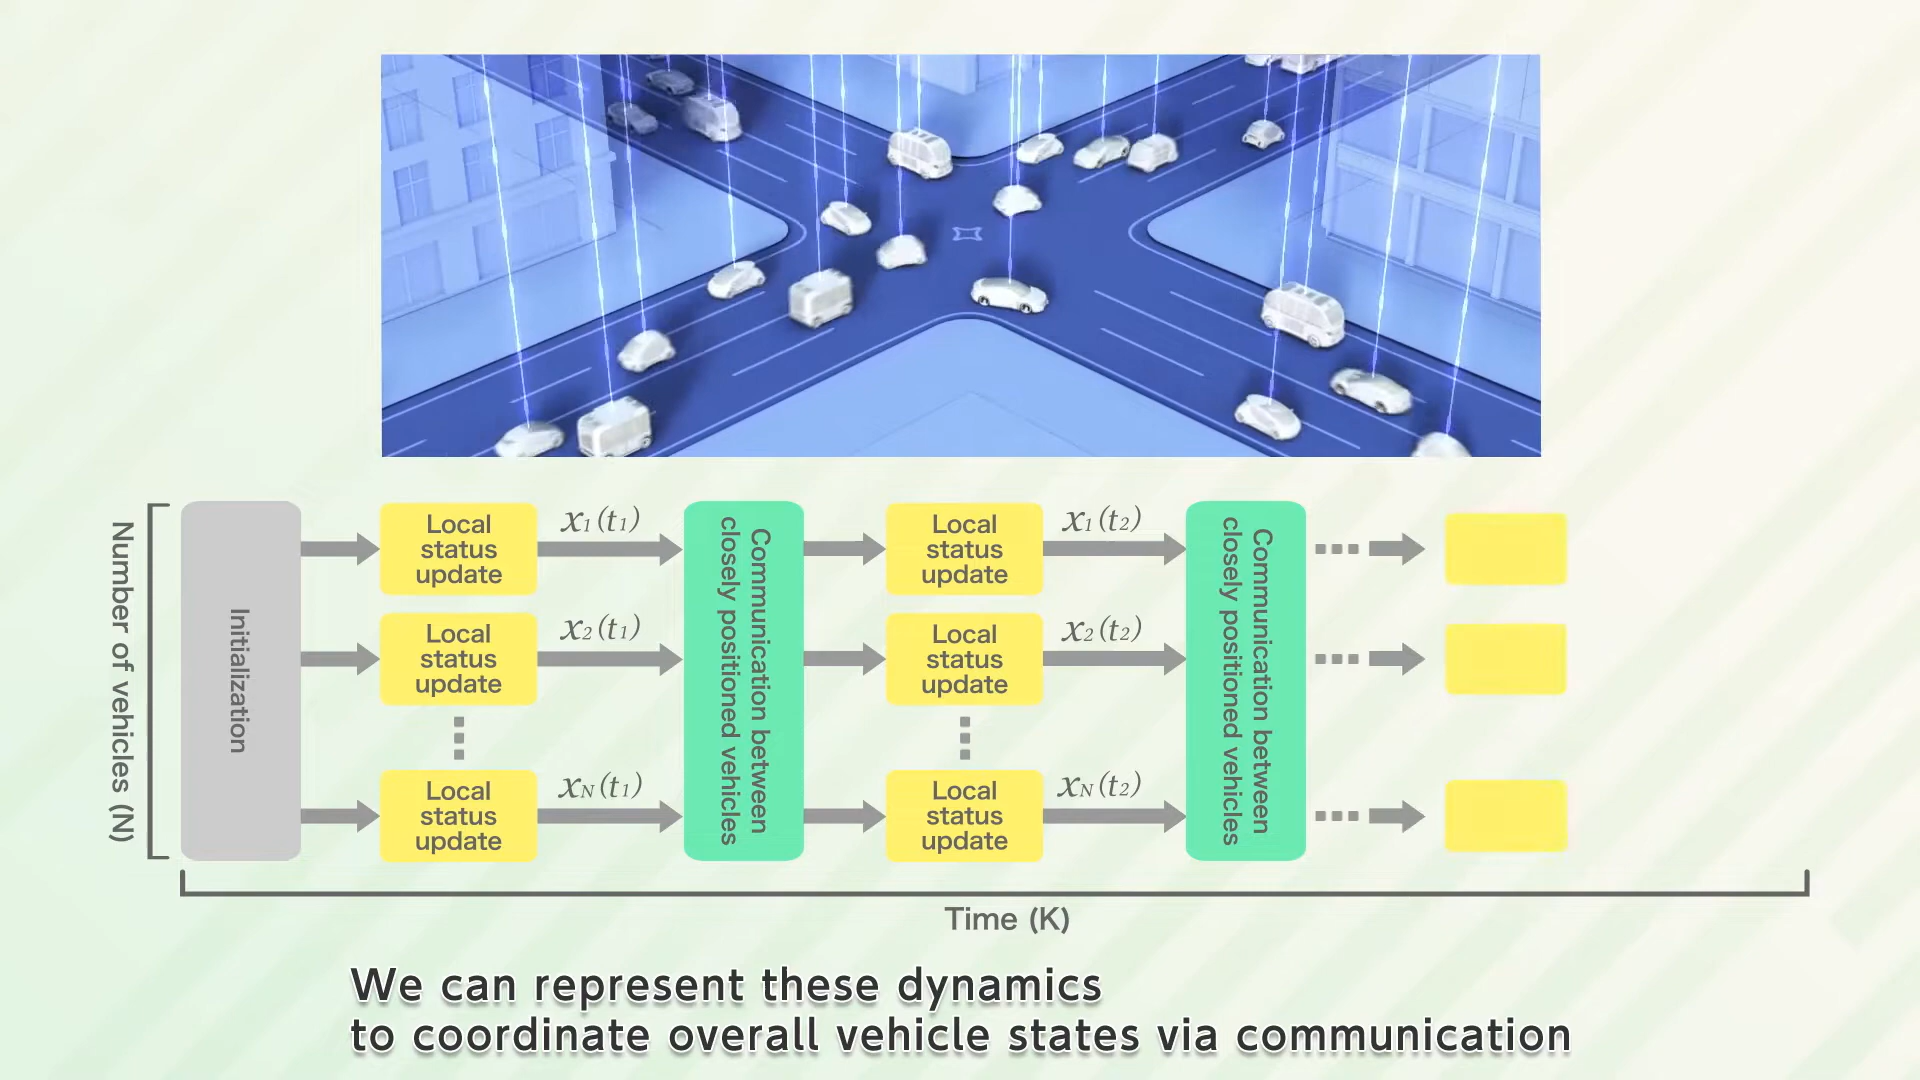 Number of vehicles (N)
Initialization
Local
status
update
x1(t1)
Local
status
update
x2(t1)
Local
status
update
xN(t1)
Communication between
closely positioned vehicles
Local
status
update
x1(t2)
Local
status
update
x2(t2)
Local
status
update
xN(t2)
Communication between
closely positioned vehicles
Time (K)
We can represent these dynamics
to coordinate overall vehicle states via communication